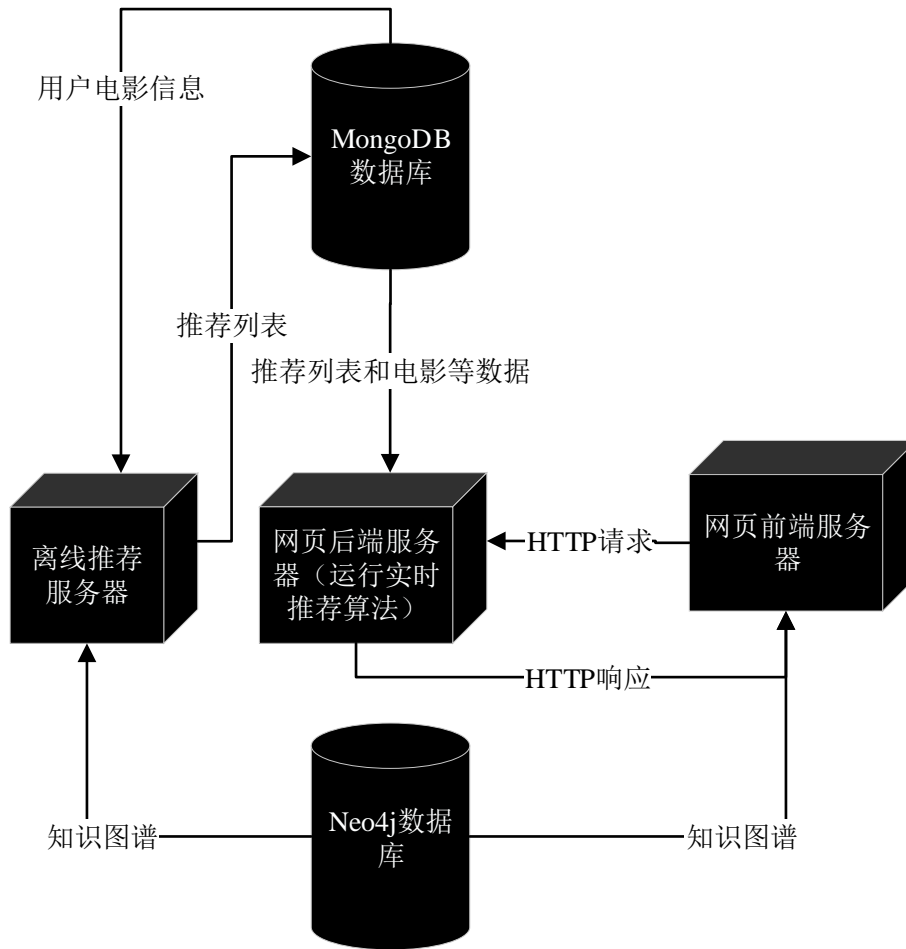 用户电影信息
MongoDB
数据库
推荐列表
推荐列表和电影等数据
离线推荐
服务器
网页后端服务
器（运行实时
推荐算法）
HTTP请求
网页前端服务
器
HTTP响应
知识图谱
Neo4j数据
库
知识图谱